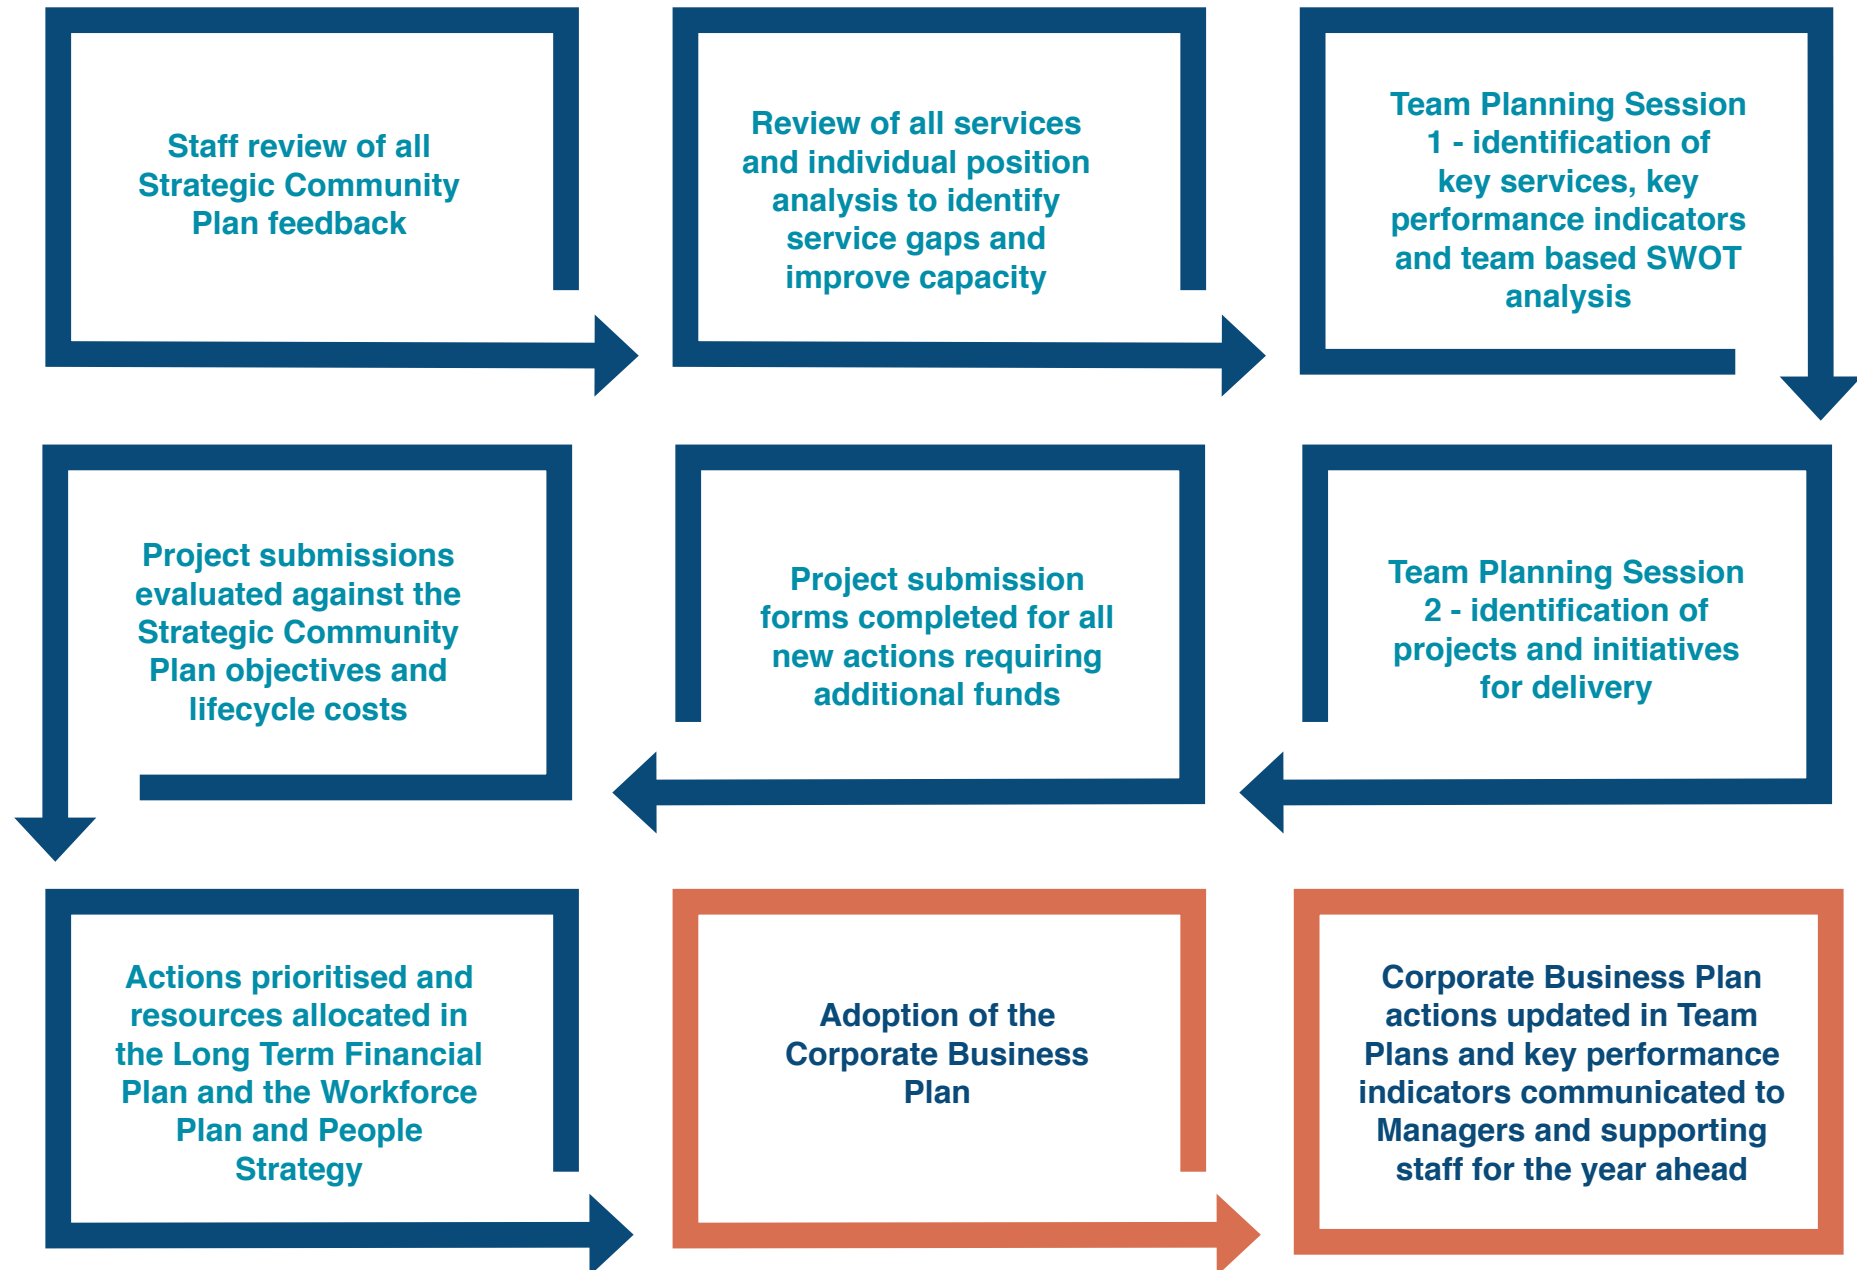 Staff review of all
Strategic Community
Plan feedback
Review of all services
and individual position
analysis to identify
service gaps and
improve capacity
Team Planning Session
1 - identification of
key services, key
performance indicators
and team based SWOT
analysis
Team Planning Session
2 - identification of
projects and initiatives
for delivery
Project submission
forms completed for all
new actions requiring
additional funds
Project submissions
evaluated against the
Strategic Community
Plan objectives and
lifecycle costs
Actions prioritised and
resources allocated in
the Long Term Financial
Plan and the Workforce
Plan and People
Strategy
Adoption of the
Corporate Business
Plan
Corporate Business Plan
actions updated in Team
Plans and key performance
indicators communicated to
Managers and supporting
staff for the year ahead